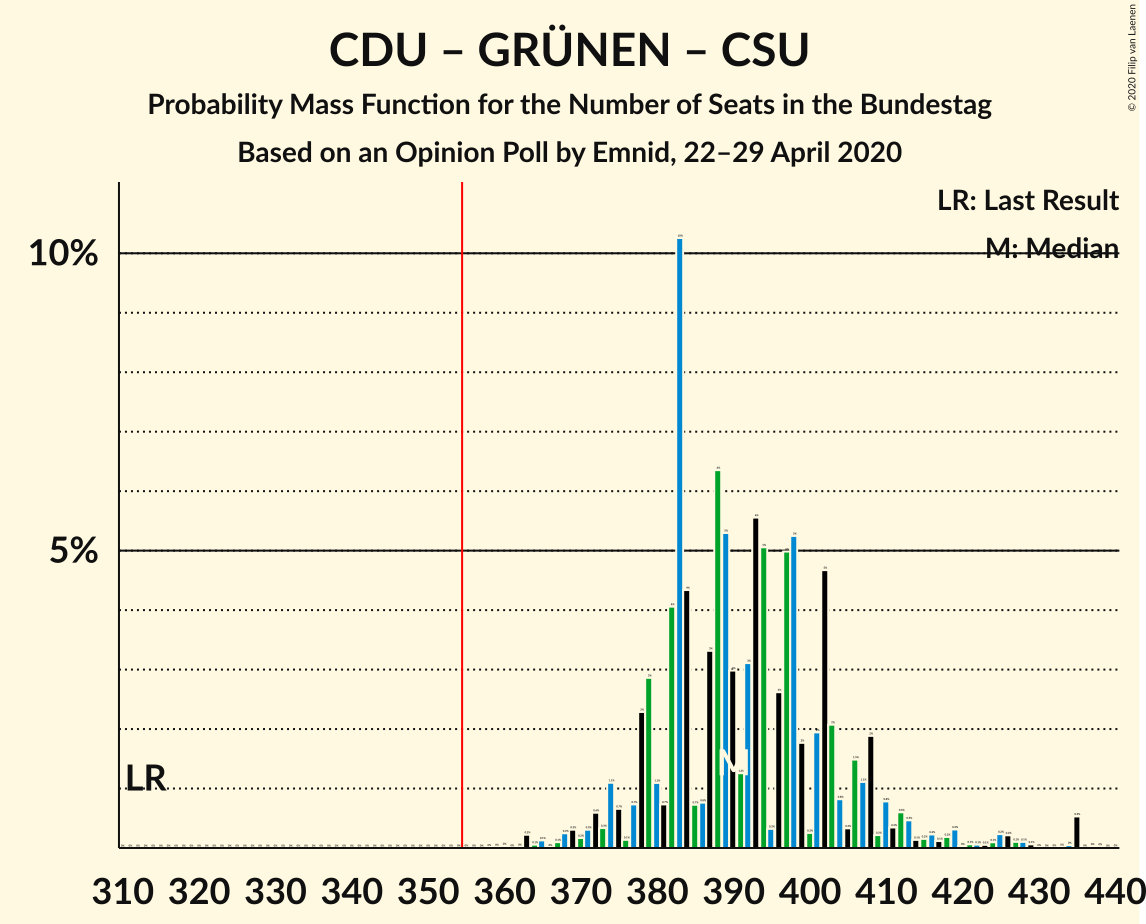 CDU – GRÜNEN – CSU
Probability Mass Function for the Number of Seats in the Bundestag
Based on an Opinion Poll by Emnid, 22–29 April 2020
© 2020 Filip van Laenen
LR: Last Result
M: Median
10%
5%
LR
M
310 320 330 340 350 360 370 380 390 400 410 420 430 440